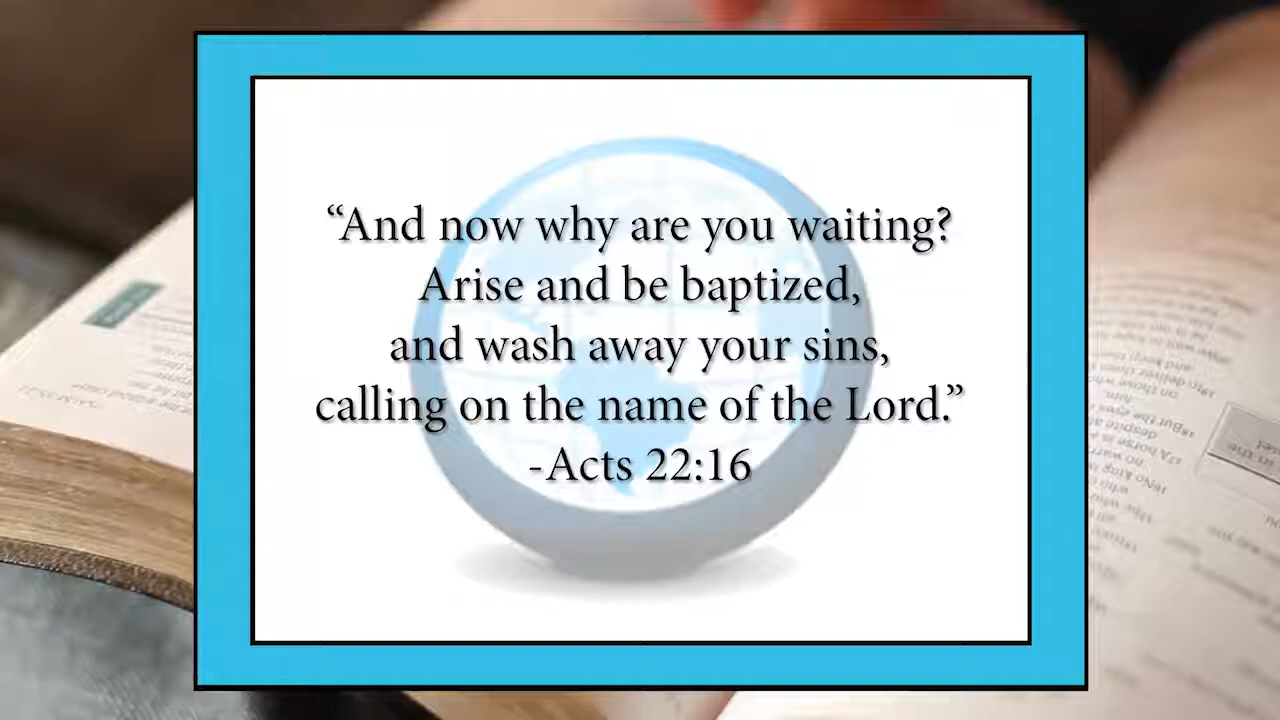 “And now why are you waiting?
Arise and be baptized,
and wash away your sins,
calling on the name of the Lord.”
-Acts 22:16